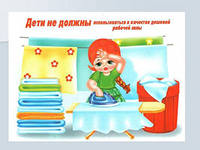 Дети не должны использоваться в качестве дешевой
рабочей силы